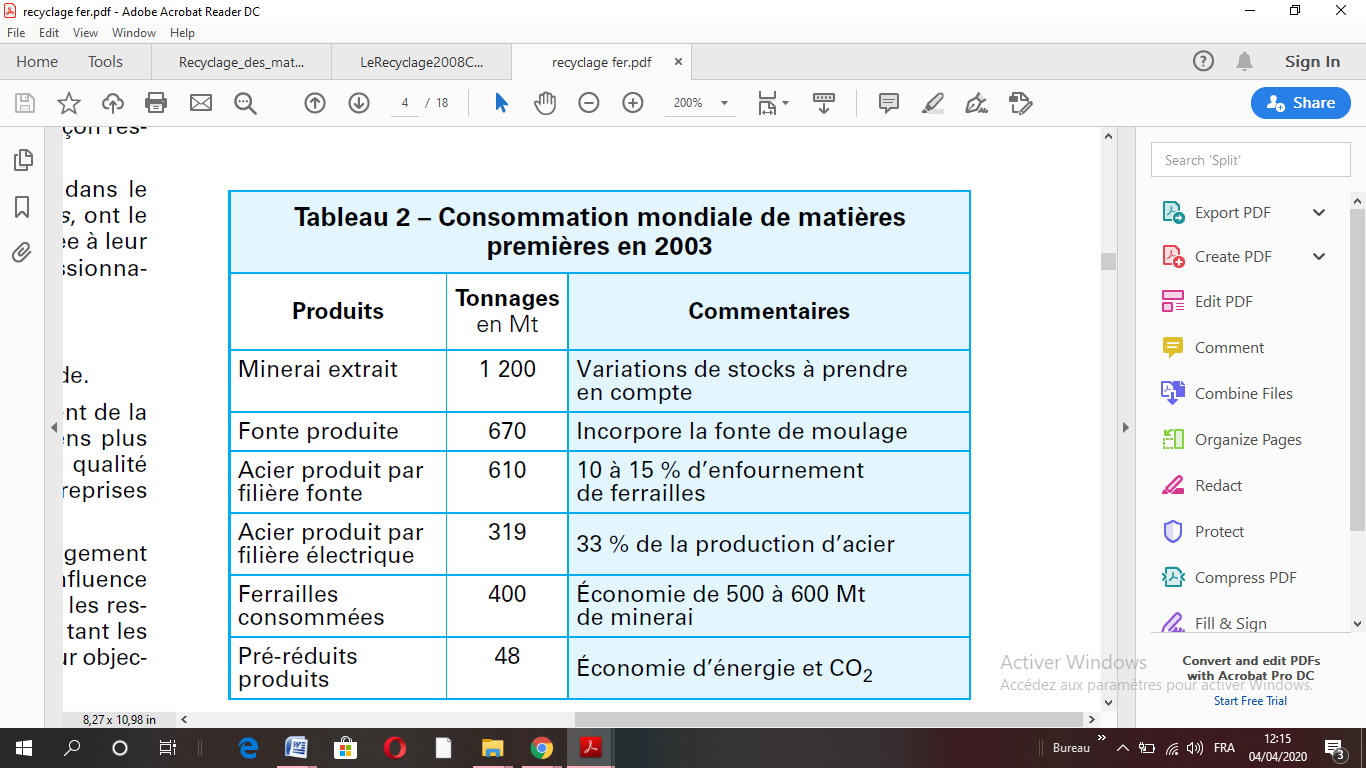 recyclage fer.pdf - Adobe Acrobat Reader DC
File Edit View Window Help
Home Tools Recyclage_des_mat... LeRecyclage2008C... recyclage fer.pdf × Sign In
4 / 18 200% Share
çon res-
dans le
s, ont le
ée à leur
ssionna-
de.
ent de la
ens plus
qualité
reprises
gement
nfluence
les res-
tant les
ur objec-
Tableau 2 – Consommation mondiale de matières
premières en 2003
Produits Tonnages en Mt Commentaires
Minerai extrait 1 200 Variations de stocks à prendre
en compte
Fonte produite 670 Incorpore la fonte de moulage
Acier produit par 610 10 à 15 % d’enfournement
filière fonte de ferrailles
Acier produit par 319 33 % de la production d’acier
filière électrique
Ferrailles 400 Économie de 500 à 600 Mt
consommées de minerai
Pré-réduits 48 Économie d’énergie et CO2
produits
8,27 x 10,98 in
Search 'Split'
Export PDF
Create PDF
Edit PDF
Comment
Combine Files
Organize Pages
Redact
Protect
Compress PDF
Fill & Sign
Convert and edit PDFs
with Acrobat Pro DC
Start Free Trial
Activer Windows
Accédez aux paramètres pour activer Windows.
Bureau » FRA 12:15
04/04/2020 3